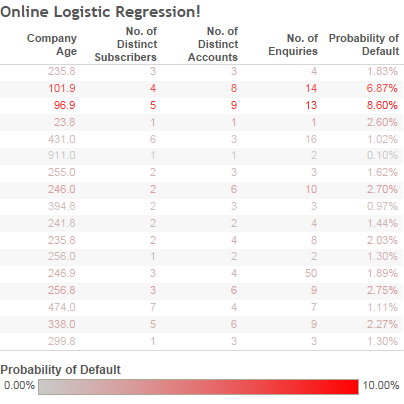 Online Logistic Regression!
Company Age No. of Distinct Subscribers No. of Distinct Accounts No. of Enquiries Probability of Default
235.8 3 3 4 1.83%
101.9 4 8 14 6.87%
96.9 5 9 13 8.60%
23.8 1 1 1 2.60%
431.0 6 3 16 1.02%
911.0 1 1 2 0.10%
255.0 2 3 3 1.62%
246.0 2 6 10 2.70%
394.8 2 3 3 0.97%
241.8 2 2 4 1.44%
235.8 2 4 8 2.03%
256.0 1 2 2 1.30%
246.9 3 4 50 1.89%
256.8 3 6 9 2.75%
474.0 7 4 7 1.11%
338.0 5 6 9 2.27%
299.8 1 3 3 1.30%
Probability of Default
0.00% 10.00%